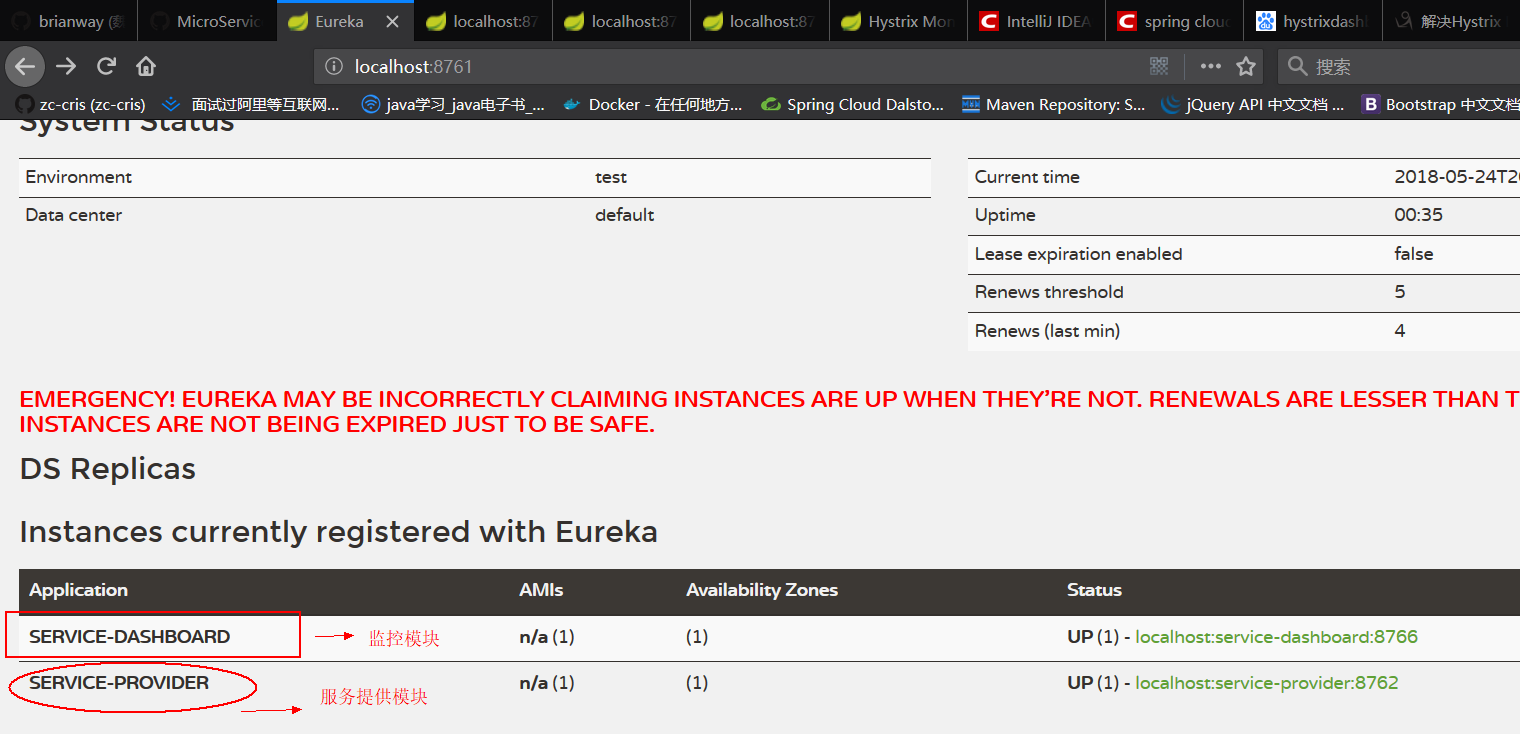 brianway (魏
MicroServic
Eureka
localhost:87
localhost:87
localhost:87
Hystrix Mon
IntelliJ IDEA
spring cloud
hystrixdash
解决Hystrix
localhost:8761
搜索
zc-cris (zc-cris)
面试过阿里等互联网...
java学习_java电子书_...
Docker - 在任何地方...
Spring Cloud Dalsto...
Maven Repository: S...
jQuery API 中文文档 ...
B Bootstrap 中文文档
System Status
Environment test
Data center default
Current time 2018-05-24T20
Uptime 00:35
Lease expiration enabled false
Renews threshold 5
Renews (last min) 4
EMERGENCY! EUREKA MAY BE INCORRECTLY CLAIMING INSTANCES ARE UP WHEN THEY'RE NOT. RENEWALS ARE LESSER THAN T
INSTANCES ARE NOT BEING EXPIRED JUST TO BE SAFE.
DS Replicas
Instances currently registered with Eureka
Application AMIs Availability Zones Status
SERVICE-DASHBOARD 监控模块 n/a (1) (1) UP (1) - localhost:service-dashboard:8766
SERVICE-PROVIDER n/a (1) (1) UP (1) - localhost:service-provider:8762
服务提供模块